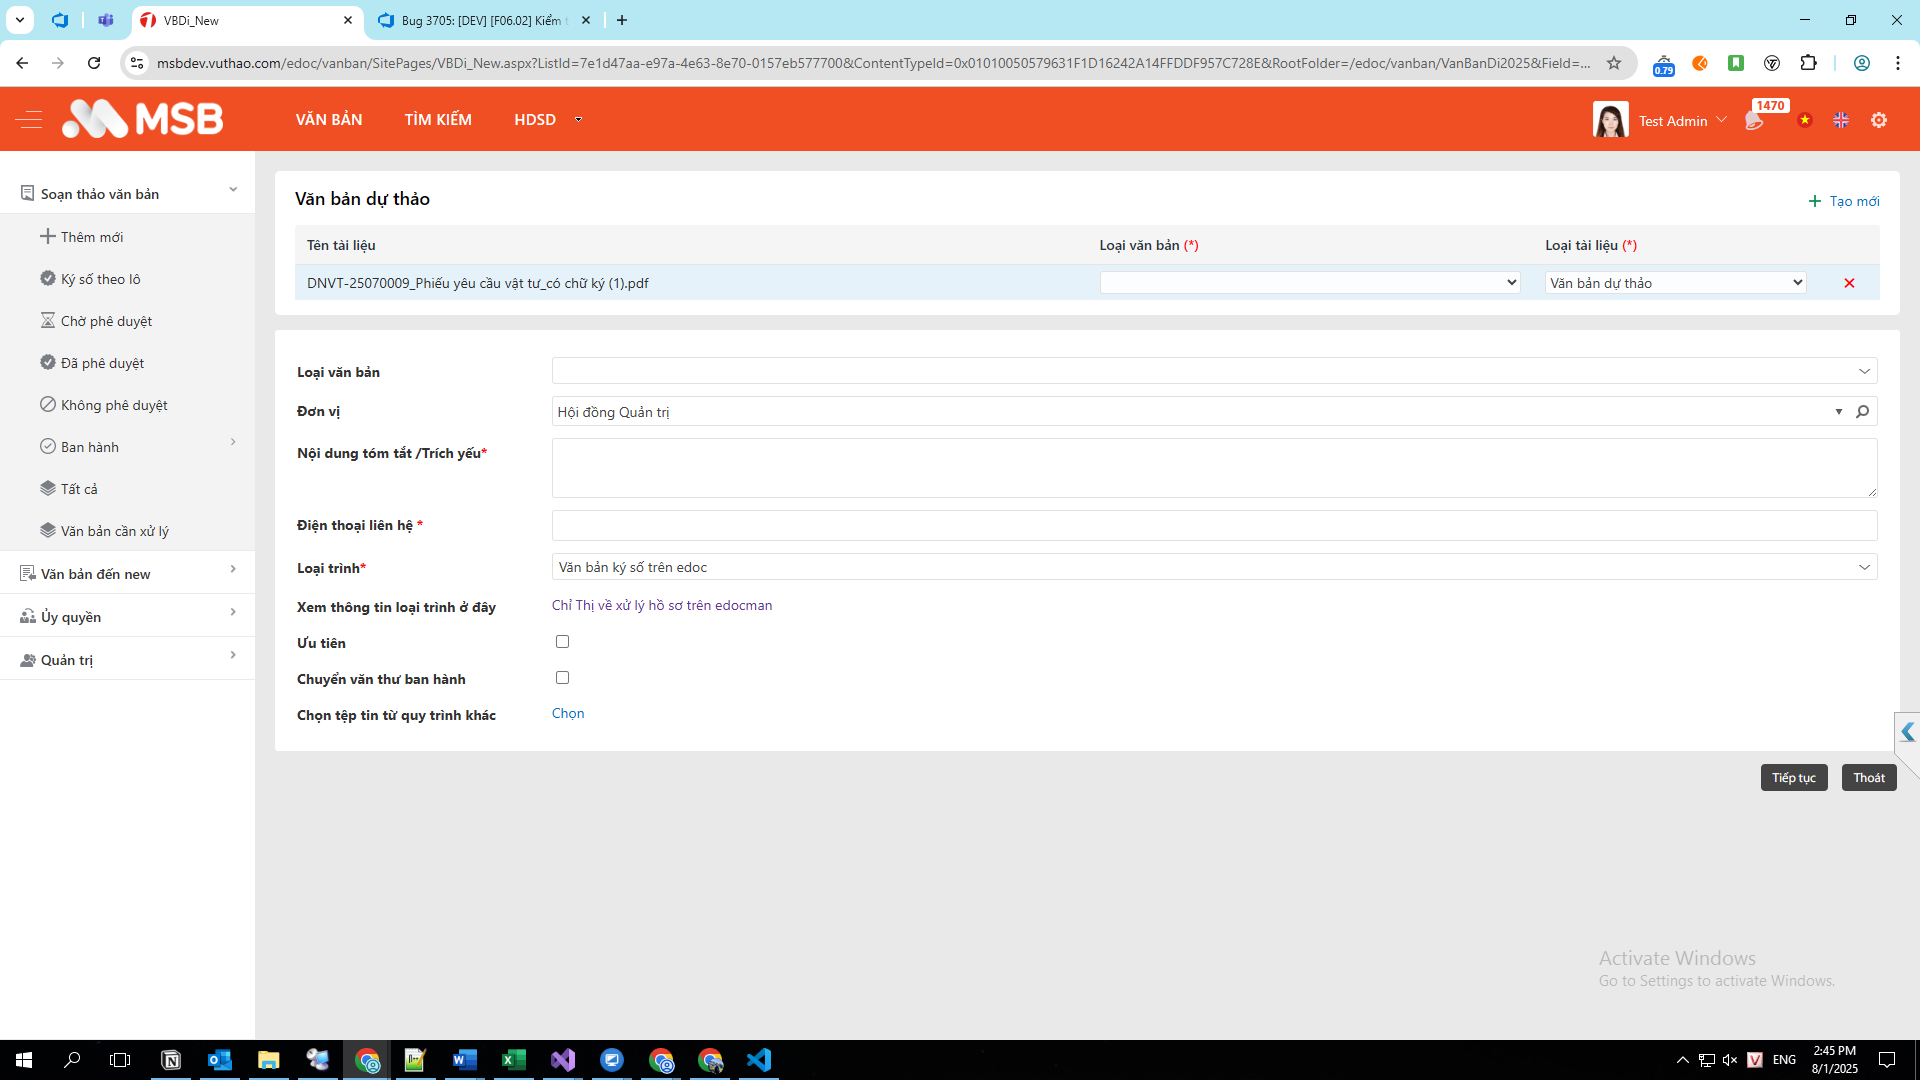 VBDi_New
Bug 3705: [DEV] [F06.02] Kiểm
msbdev.vuthao.com/edoc/vanban/SitePages/VBDi_New.aspx?ListId=7e1d47aa-e97a-4e63-8e70-0157eb577700&ContentTypeId=0x01010050579631F1D16242A14FFDDF957C728E&RootFolder=/edoc/vanban/VanBanDi2025&Field=...
0.79
MSB
VĂN BẢN
TÌM KIẾM
HDSD
Test Admin
1470
Soạn thảo văn bản
Thêm mới
Ký số theo lô
Chờ phê duyệt
Đã phê duyệt
Không phê duyệt
Ban hành
Tất cả
Văn bản cần xử lý
Văn bản đến new
Ủy quyền
Quản trị
Văn bản dự thảo
Tạo mới
Tên tài liệu
Loại văn bản (*)
Loại tài liệu (*)
DNVT-25070009_Phiếu yêu cầu vật tư_có chữ ký (1).pdf
Văn bản dự thảo
Loại văn bản
Đơn vị
Hội đồng Quản trị
Nội dung tóm tắt /Trích yếu*
Điện thoại liên hệ *
Loại trình*
Văn bản ký số trên edoc
Xem thông tin loại trình ở đây
Chỉ Thị về xử lý hồ sơ trên edocman
Ưu tiên
Chuyển văn thư ban hành
Chọn tệp tin từ quy trình khác
Chọn
Tiếp tục
Thoát
Activate Windows
Go to Settings to activate Windows.
ENG
2:45 PM
8/1/2025